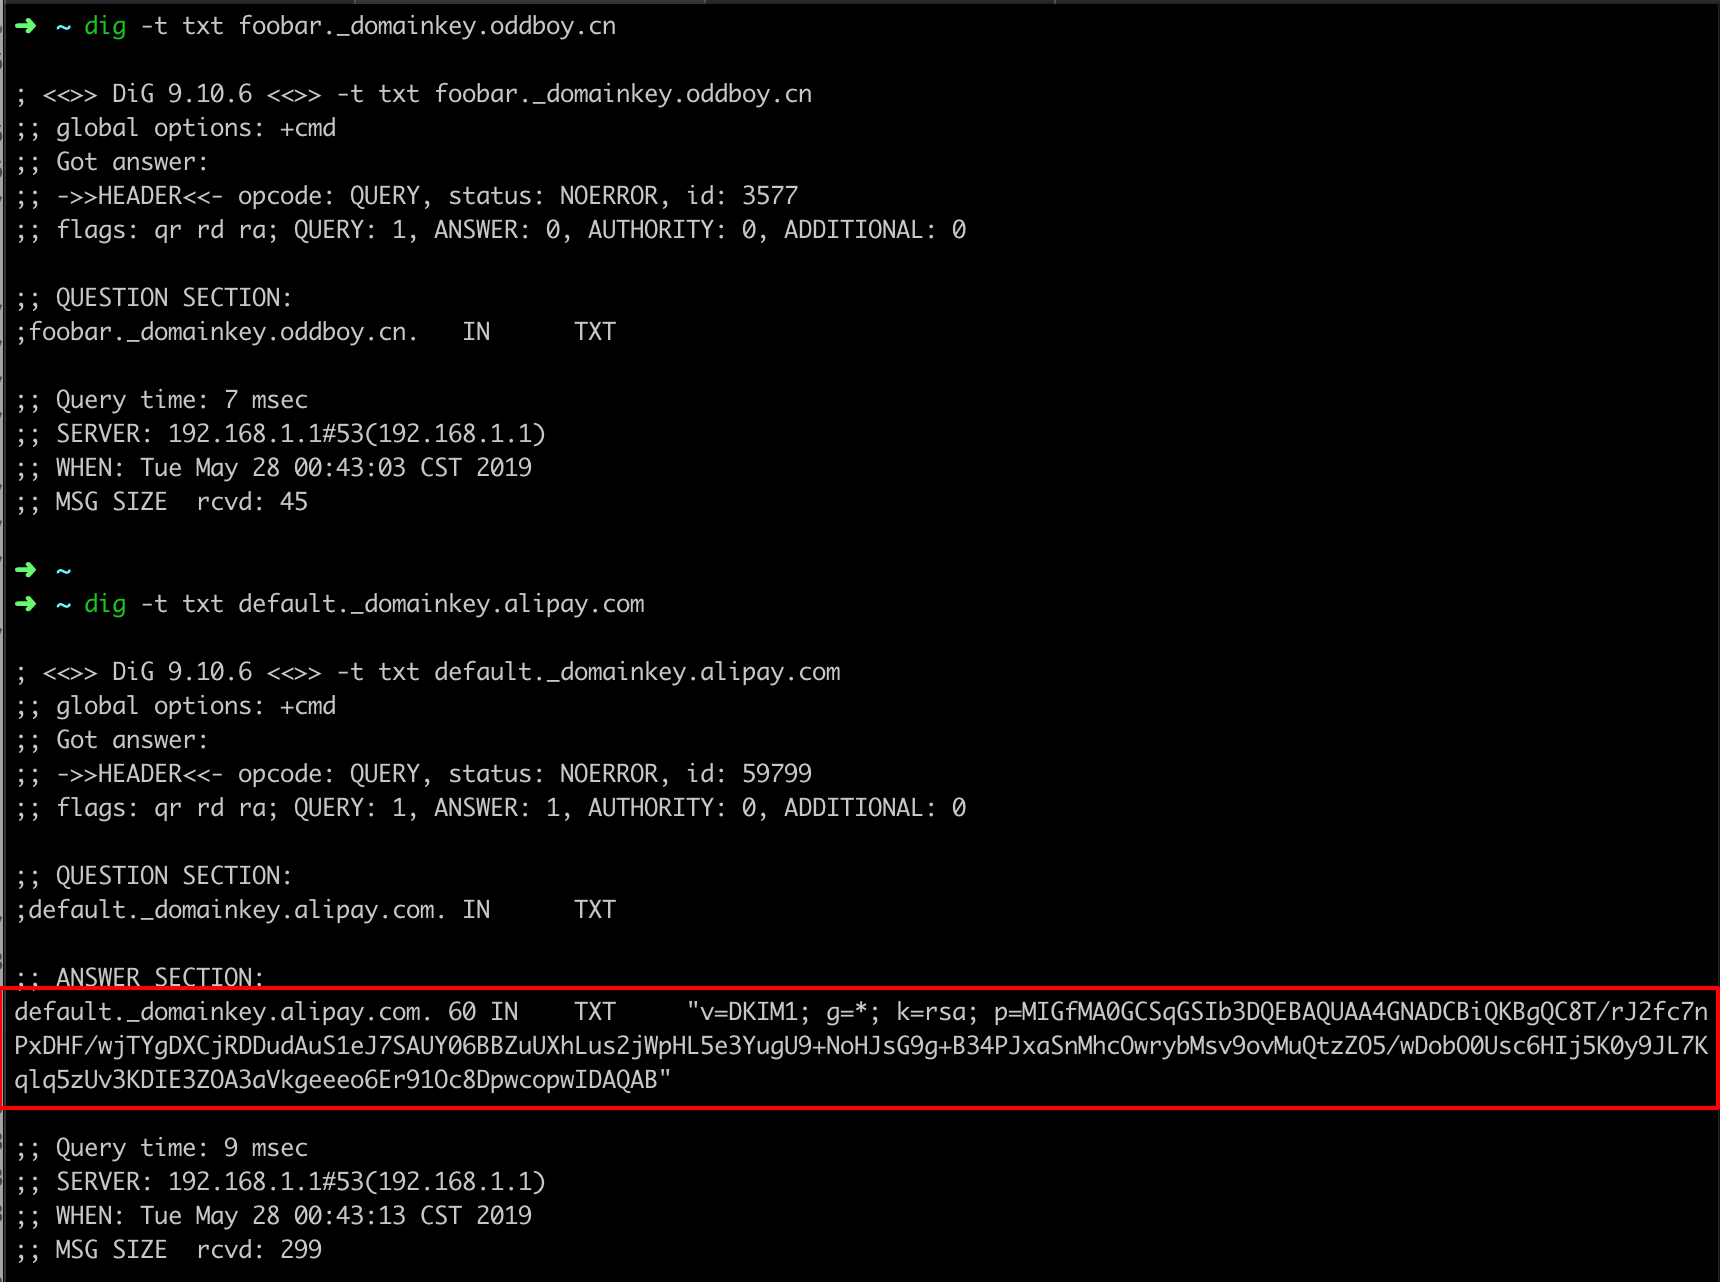 ➜ ~ dig -t txt foobar._domainkey.oddboy.cn
; <<>> DiG 9.10.6 <<>> -t txt foobar._domainkey.oddboy.cn
;; global options: +cmd
;; Got answer:
;; ->>HEADER<<- opcode: QUERY, status: NOERROR, id: 3577
;; flags: qr rd ra; QUERY: 1, ANSWER: 0, AUTHORITY: 0, ADDITIONAL: 0
;; QUESTION SECTION:
;foobar._domainkey.oddboy.cn. IN TXT
;; Query time: 7 msec
;; SERVER: 192.168.1.1#53(192.168.1.1)
;; WHEN: Tue May 28 00:43:03 CST 2019
;; MSG SIZE rcvd: 45
➜ ~
➜ ~ dig -t txt default._domainkey.alipay.com
; <<>> DiG 9.10.6 <<>> -t txt default._domainkey.alipay.com
;; global options: +cmd
;; Got answer:
;; ->>HEADER<<- opcode: QUERY, status: NOERROR, id: 59799
;; flags: qr rd ra; QUERY: 1, ANSWER: 1, AUTHORITY: 0, ADDITIONAL: 0
;; QUESTION SECTION:
;default._domainkey.alipay.com. IN TXT
;; ANSWER SECTION:
default._domainkey.alipay.com. 60 IN TXT "v=DKIM1; g=*; k=rsa; p=MIGfMA0GCSqGSIb3DQEBAQUAA4GNADCBiQKBgQC8T/rJ2fc7n
PxDHF/wjTYgDXCjRDDudAuS1eJ7SAUY06BBZuUXhLus2jWpHL5e3YugU9+NoHJsG9g+B34PJxaSnMhcOwrybMsv9ovMuQtzZO5/wDobO0Usc6HIj5K0y9JL7K
qlq5zUv3KDIE3ZOA3aVkgeeeo6Er91Oc8DpwcopwIDAQAB"
;; Query time: 9 msec
;; SERVER: 192.168.1.1#53(192.168.1.1)
;; WHEN: Tue May 28 00:43:13 CST 2019
;; MSG SIZE rcvd: 299